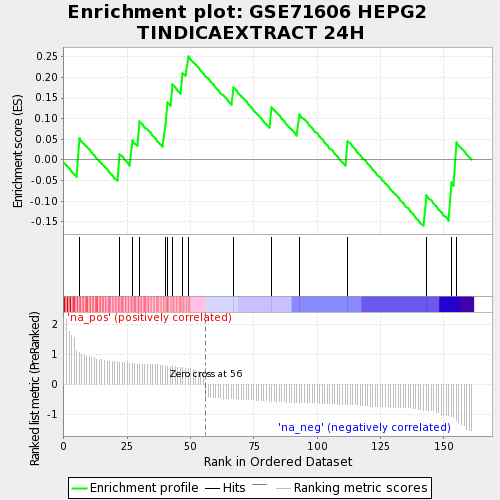 Enrichment plot: GSE71606 HEPG2
TINDICAEXTRACT 24H
Enrichment score (ES)
0.25
0.20
0.15
0.10
0.05
0.00
-0.05
-0.10
-0.15
'na_pos' (positively correlated)
Ranked list metric (PreRanked)
2
1
0
-1
Zero cross at 56
'na_neg' (negatively correlated)
0
25
50
75
100
125
150
Rank in Ordered Dataset
Enrichment profile
Hits
Ranking metric scores